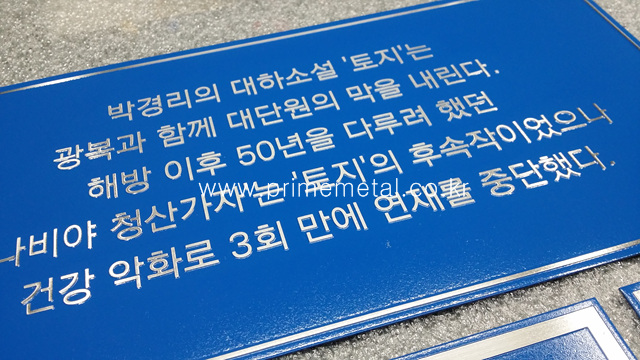 박경리의 대하소설 '토지'는
광복과 함께 대단원의 막을 내린다.
해방 이후 50년을 다루려 했던
나비야 청산가자'는 '토지'의 후속작이었으나
건강 악화로 3회 만에 연재를 중단했다.
www.primemetal.co.kr